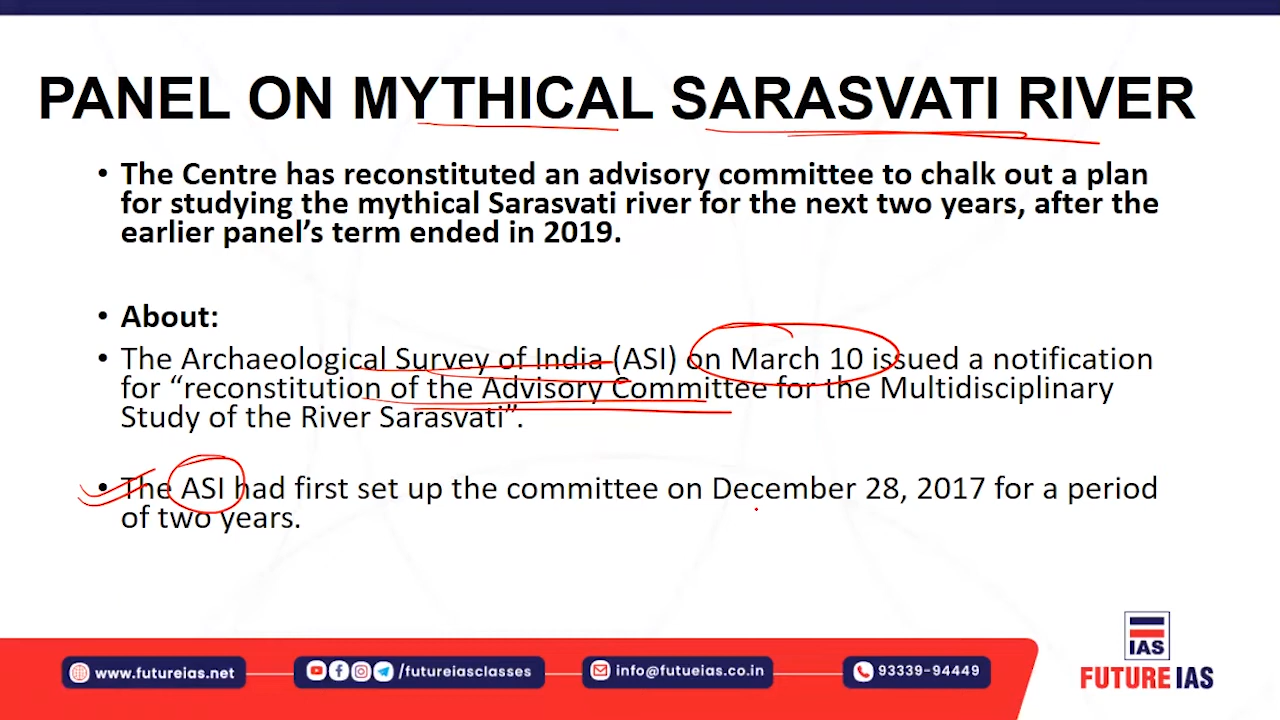 PANEL ON MYTHICAL SARASVATI RIVER
• The Centre has reconstituted an advisory committee to chalk out a plan
for studying the mythical Sarasvati river for the next two years, after the
earlier panel’s term ended in 2019.
• About:
• The Archaeological Survey of India (ASI) on March 10 issued a notification
for “reconstitution of the Advisory Committee for the Multidisciplinary
Study of the River Sarasvati”.
• The ASI had first set up the committee on December 28, 2017 for a period
of two years.
IAS
FUTURE IAS
www.futureias.net
/futureiasclasses
info@futueias.co.in
93339-94449